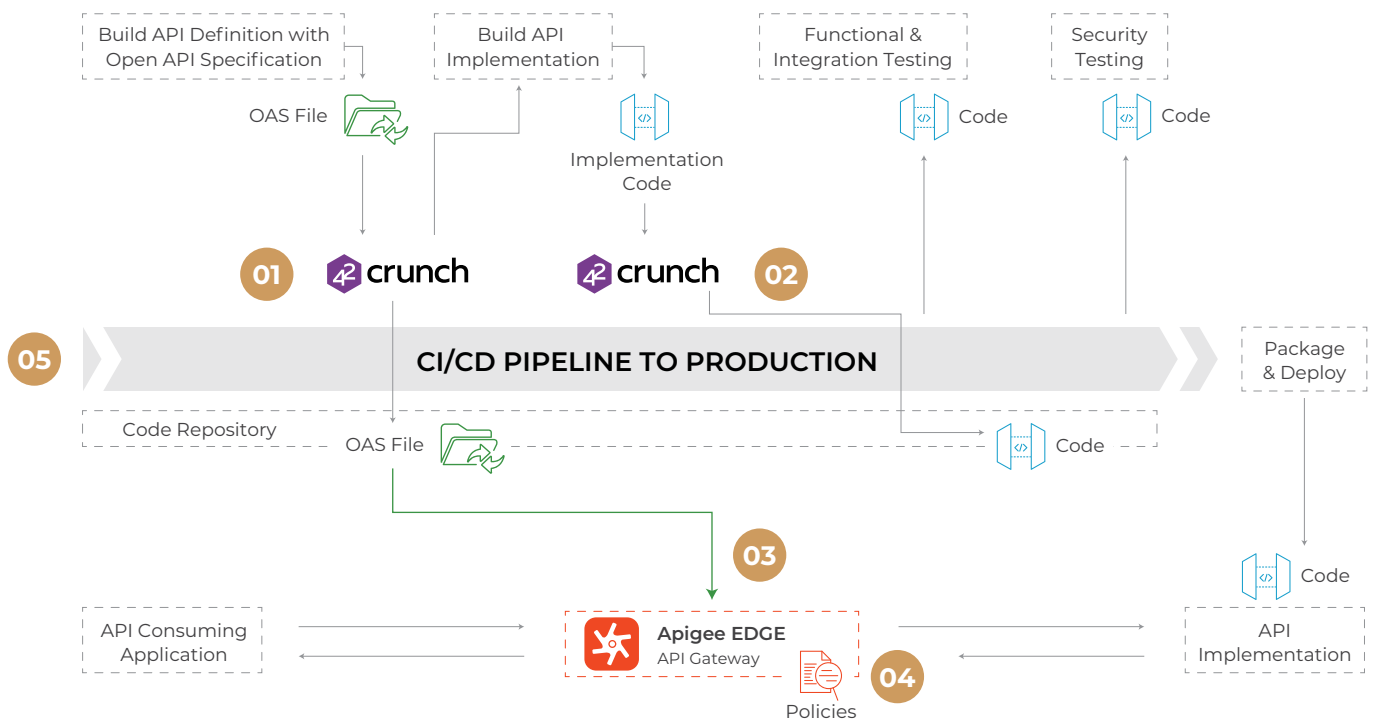 Build API Definition with
Open API Specification
Build API
Implementation
Functional &
Integration Testing
Security
Testing
OAS File
Implementation
Code
Code
Code
01
42 crunch
42 crunch
02
05
CI/CD PIPELINE TO PRODUCTION
Package
& Deploy
Code Repository
OAS File
Code
03
Code
API Consuming
Application
Apigee EDGE
API Gateway
Policies
04
API
Implementation